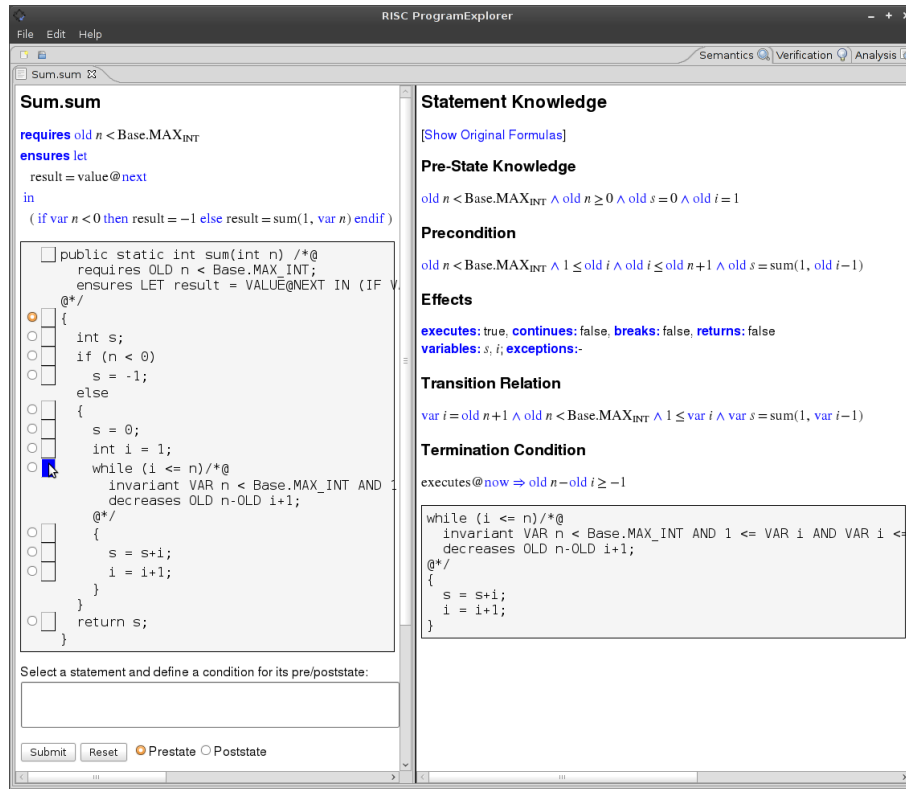 RISC ProgramExplorer
File Edit Help
Semantics Verification Analysis
Sum.sum
Sum.sum
requires old n < Base.MAX_INT
ensures let
result = value@next
in
( if var n < 0 then result = −1 else result = sum(1, var n) endif )
public static int sum(int n) /*@
requires OLD n < Base.MAX_INT;
ensures LET result = VALUE@NEXT IN (IF V
@*/
{
int s;
if (n < 0)
s = -1;
else
{
s = 0;
int i = 1;
while (i <= n)/*@
invariant VAR n < Base.MAX_INT AND 1
decreases OLD n-OLD i+1;
@*/
{
s = s+i;
i = i+1;
}
}
return s;
}
Select a statement and define a condition for its pre/poststate:
Submit Reset Prestate Poststate
Statement Knowledge
[Show Original Formulas]
Pre-State Knowledge
old n < Base.MAX_INT ∧ old n ≥ 0 ∧ old s = 0 ∧ old i = 1
Precondition
old n < Base.MAX_INT ∧ 1 ≤ old i ∧ old i ≤ old n+1 ∧ old s = sum(1, old i−1)
Effects
executes: true, continues: false, breaks: false, returns: false
variables: s, i; exceptions:-
Transition Relation
var i = old n+1 ∧ old n < Base.MAX_INT ∧ 1 ≤ var i ∧ var s = sum(1, var i−1)
Termination Condition
executes@now ⇒ old n−old i ≥ −1
while (i <= n)/*@
invariant VAR n < Base.MAX_INT AND 1 <= VAR i AND VAR i <=
decreases OLD n-OLD i+1;
@*/
{
s = s+i;
i = i+1;
}